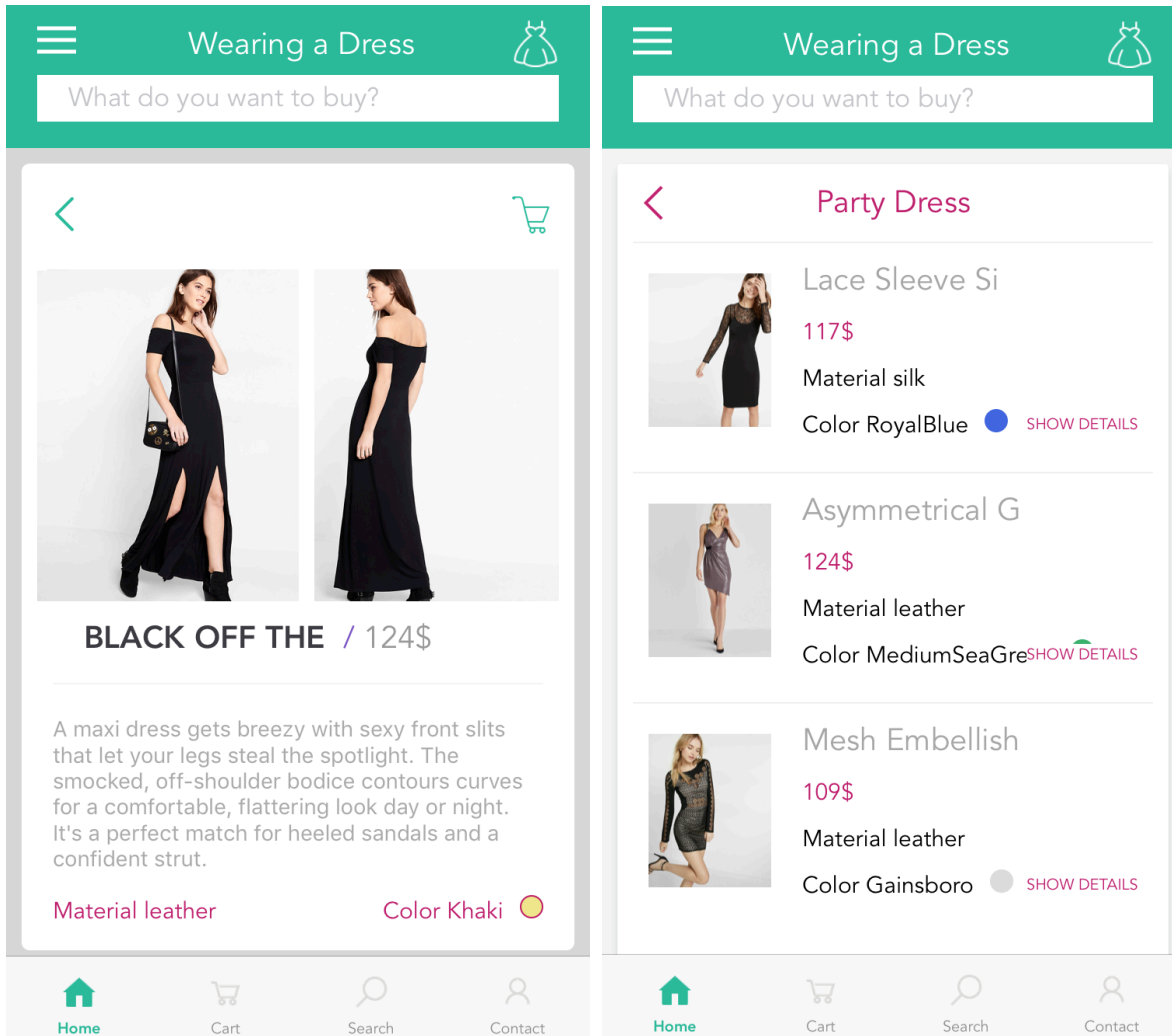 Wearing a Dress
What do you want to buy?
BLACK OFF THE / 124$
A maxi dress gets breezy with sexy front slits
that let your legs steal the spotlight. The
smocked, off-shoulder bodice contours curves
for a comfortable, flattering look day or night.
It's a perfect match for heeled sandals and a
confident strut.
Material leather
Color Khaki
Home
Cart
Search
Contact
Wearing a Dress
What do you want to buy?
Party Dress
Lace Sleeve Si
117$
Material silk
Color RoyalBlue
SHOW DETAILS
Asymmetrical G
124$
Material leather
Color MediumSeaGre
SHOW DETAILS
Mesh Embellish
109$
Material leather
Color Gainsboro
SHOW DETAILS
Home
Cart
Search
Contact